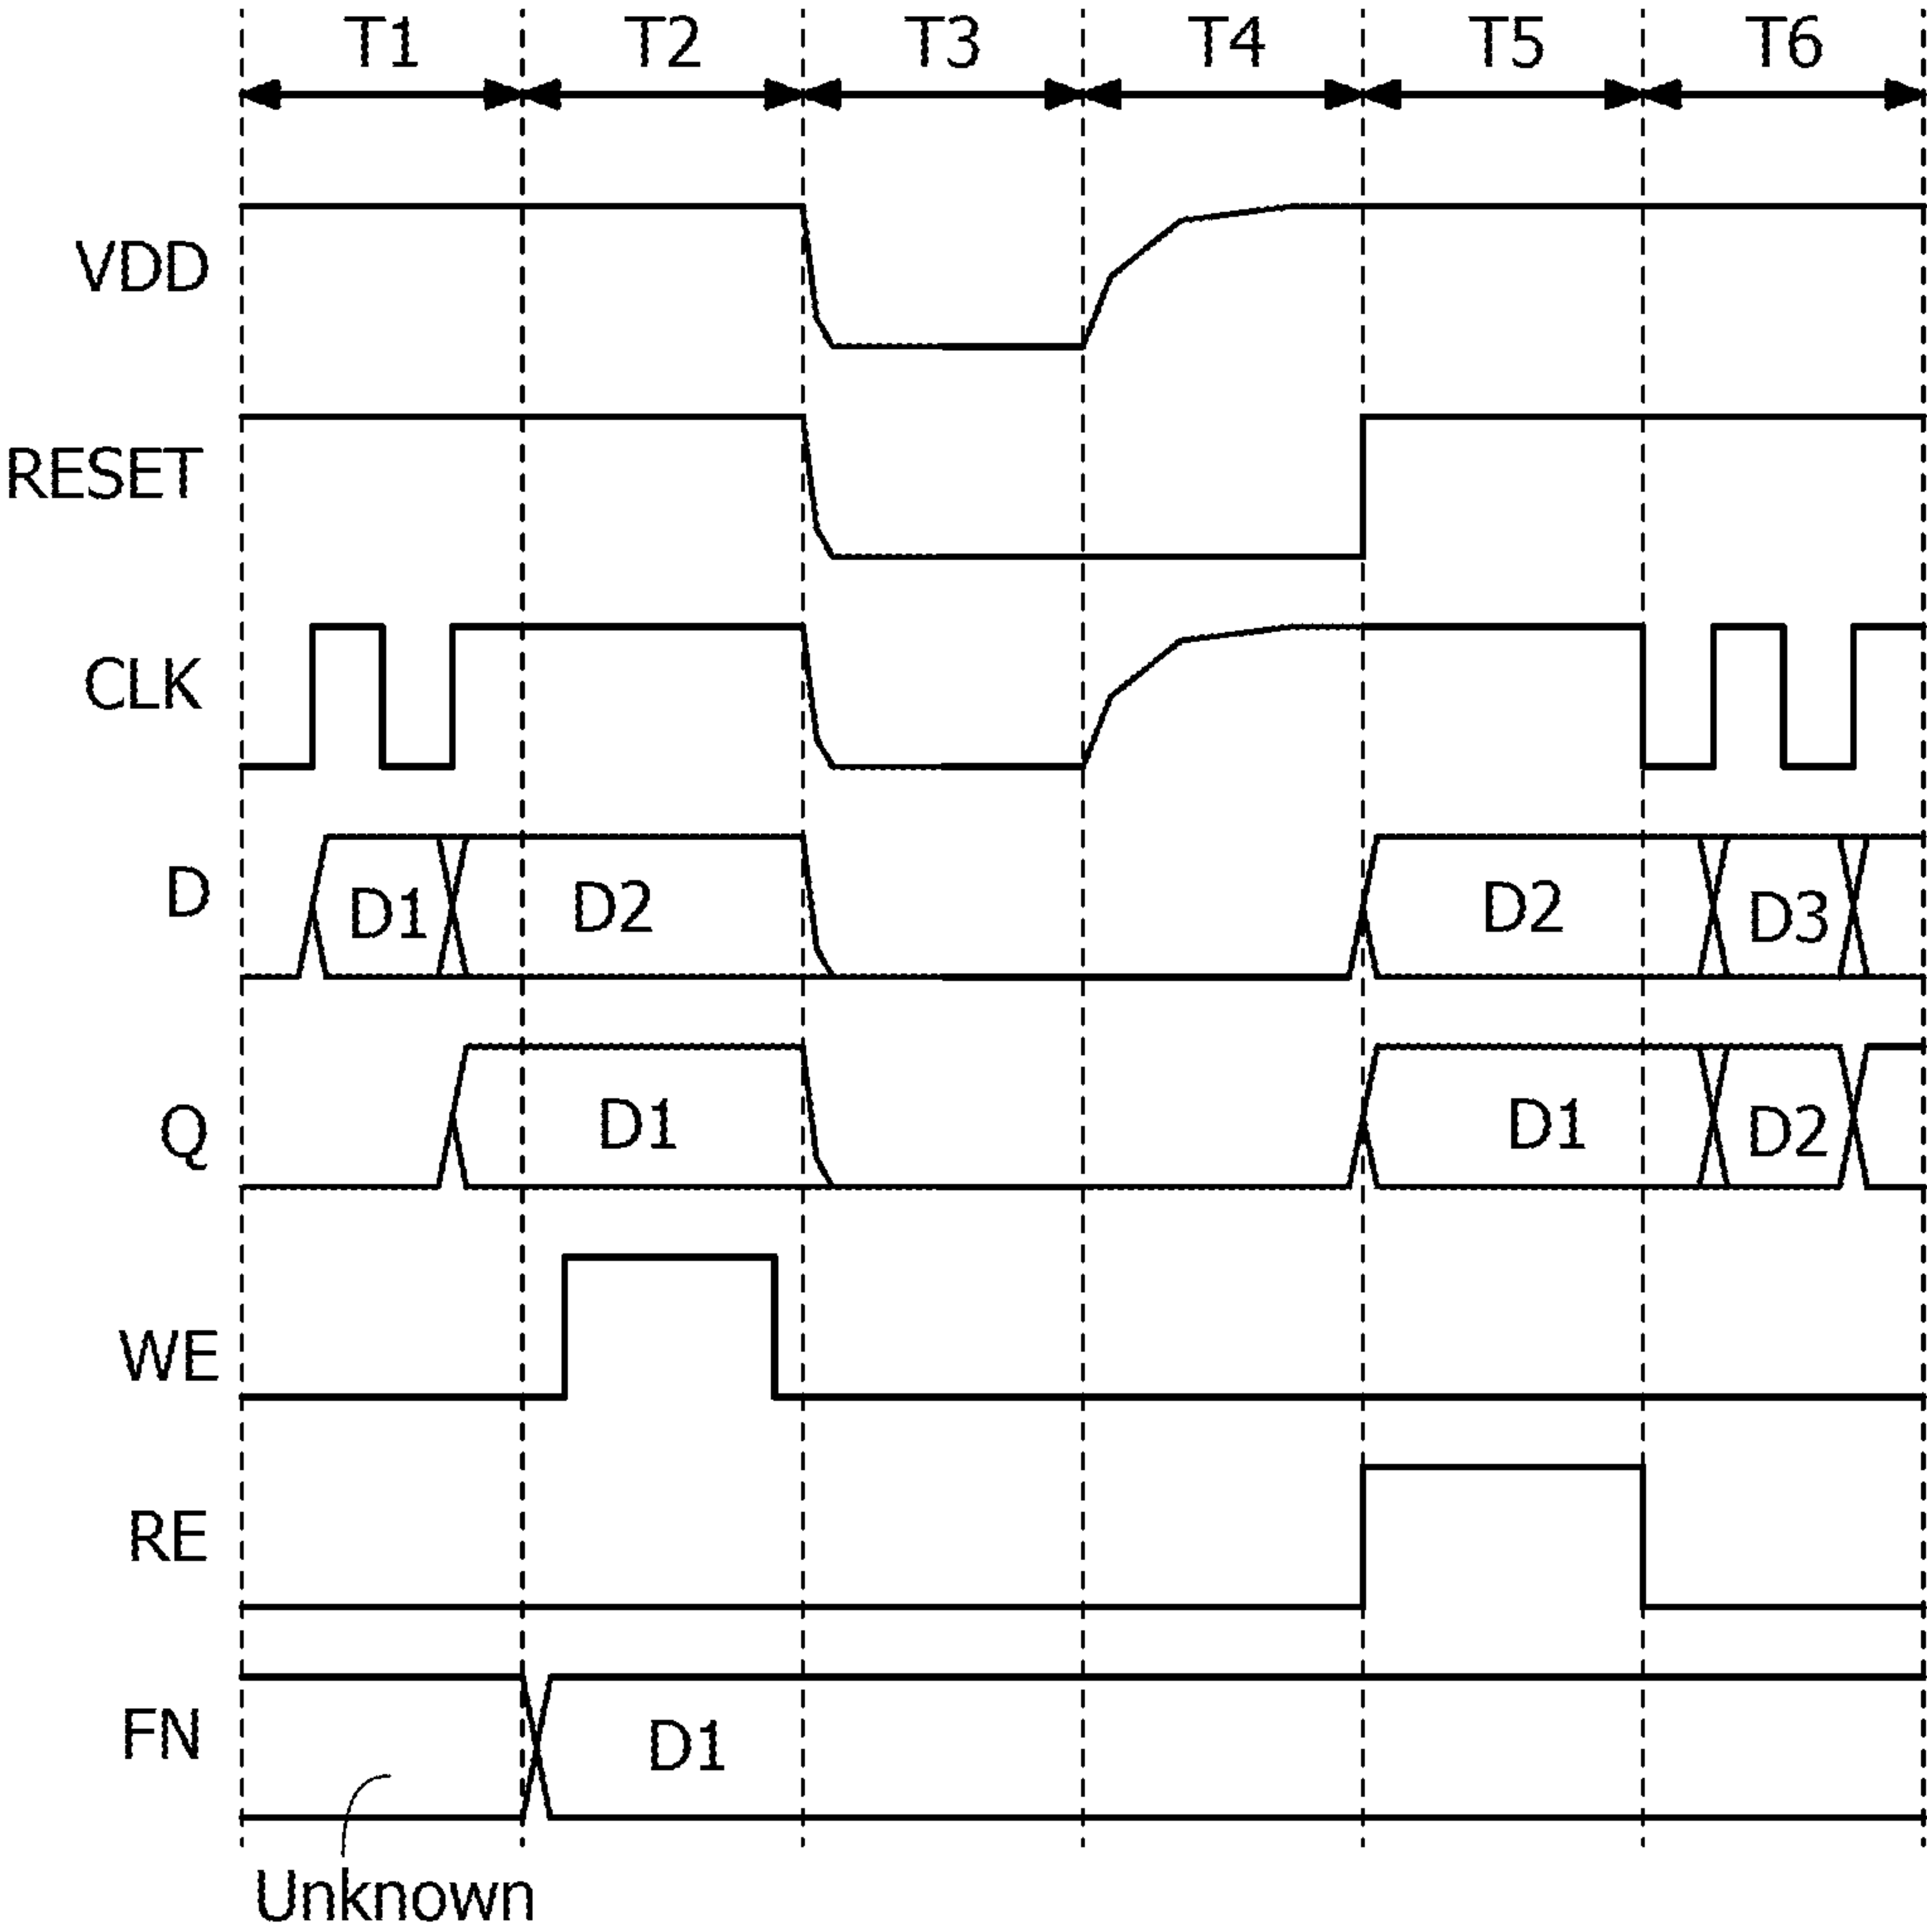 T1 T2 T3 T4 T5 T6
VDD
RESET
CLK
D D1 D2 D2 D3
Q D1 D1 D2
WE
RE
FN D1
Unknown